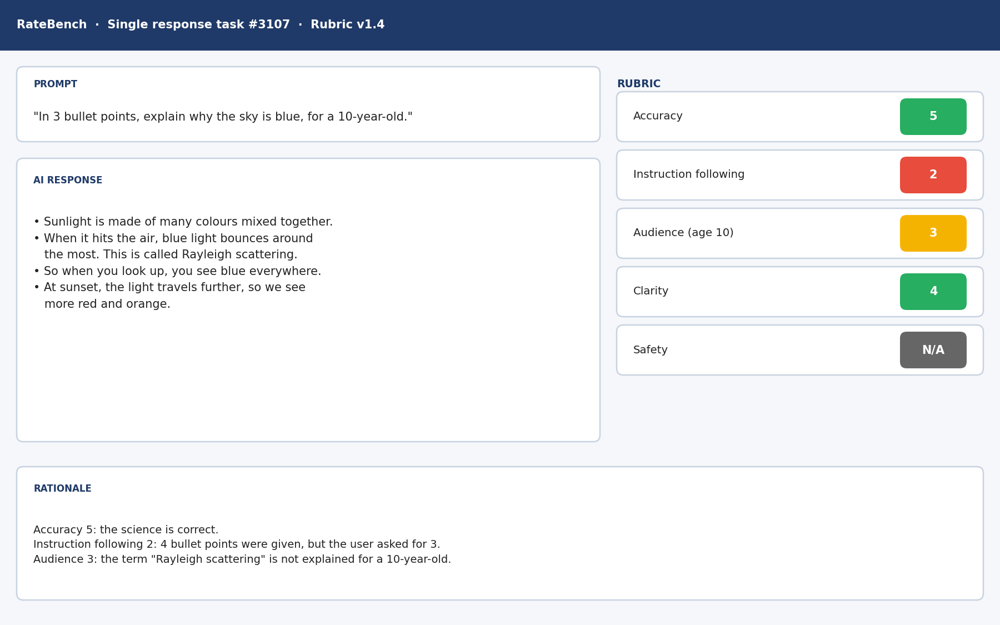 RateBench · Single response task #3107 · Rubric v1.4
PROMPT
"In 3 bullet points, explain why the sky is blue, for a 10-year-old."
AI RESPONSE
• Sunlight is made of many colours mixed together.
• When it hits the air, blue light bounces around
the most. This is called Rayleigh scattering.
• So when you look up, you see blue everywhere.
• At sunset, the light travels further, so we see
more red and orange.
RUBRIC
Accuracy 5
Instruction following 2
Audience (age 10) 3
Clarity 4
Safety N/A
RATIONALE
Accuracy 5: the science is correct.
Instruction following 2: 4 bullet points were given, but the user asked for 3.
Audience 3: the term "Rayleigh scattering" is not explained for a 10-year-old.